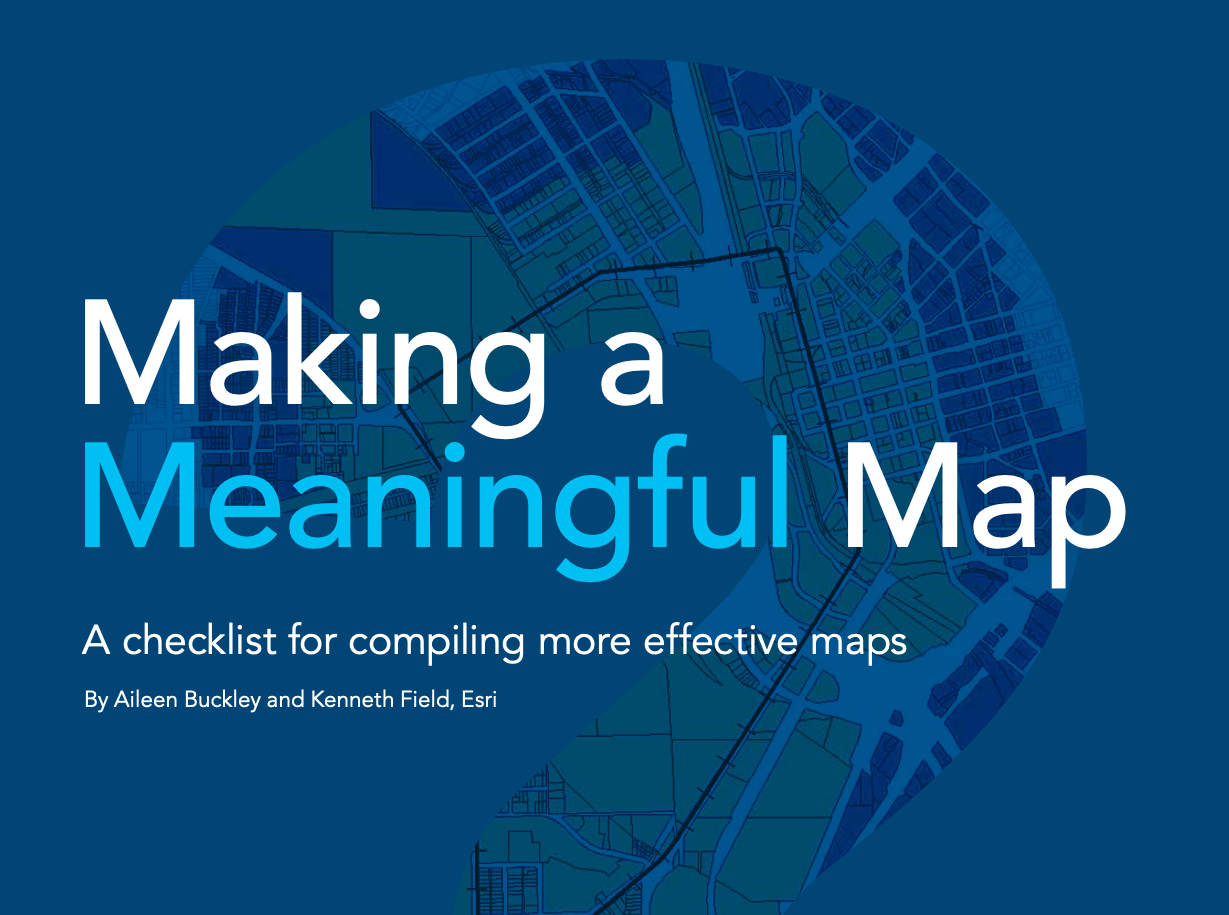 Making a
Meaningful Map
A checklist for compiling more effective maps
By Aileen Buckley and Kenneth Field, Esri